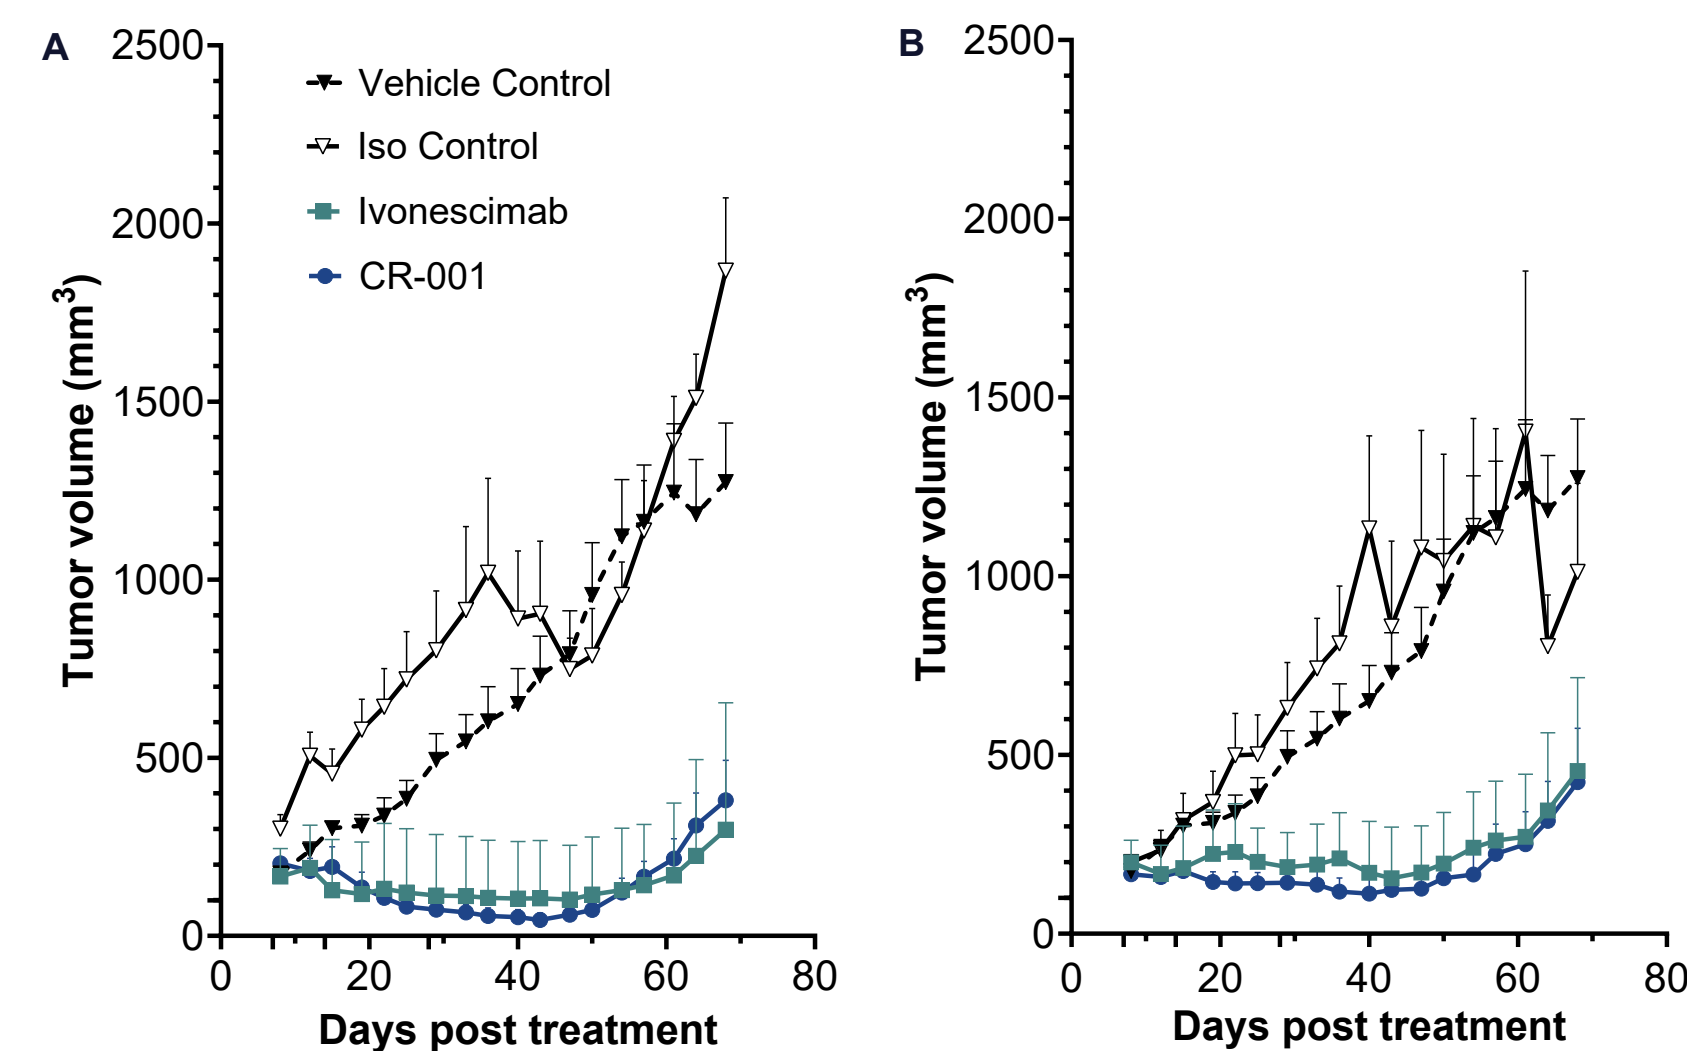 A
2500
2000
1500
1000
500
0
0 20 40 60 80
Tumor volume (mm³)
Days post treatment
Vehicle Control
Iso Control
Ivonescimab
CR-001
B
2500
2000
1500
1000
500
0
0 20 40 60 80
Tumor volume (mm³)
Days post treatment